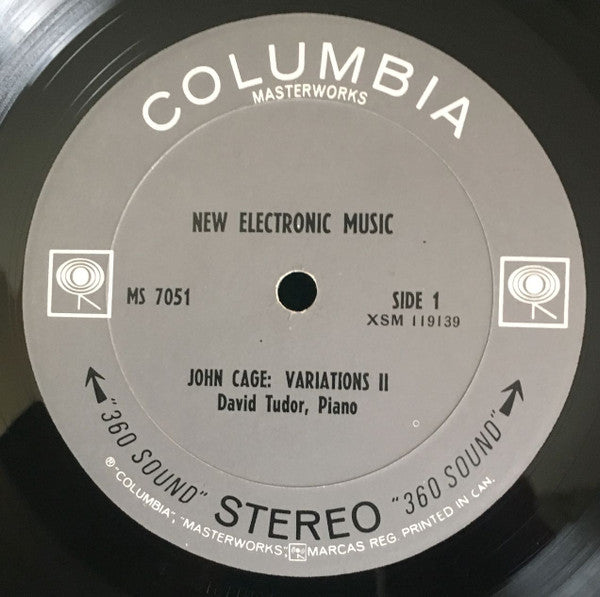 COLUMBIA
MASTERWORKS
NEW ELECTRONIC MUSIC
MS 7051
SIDE 1
XSM 119139
JOHN CAGE: VARIATIONS II
David Tudor, Piano
"360 SOUND" STEREO "360 SOUND"
® "COLUMBIA", "MASTERWORKS", MARCAS REG. PRINTED IN CAN.